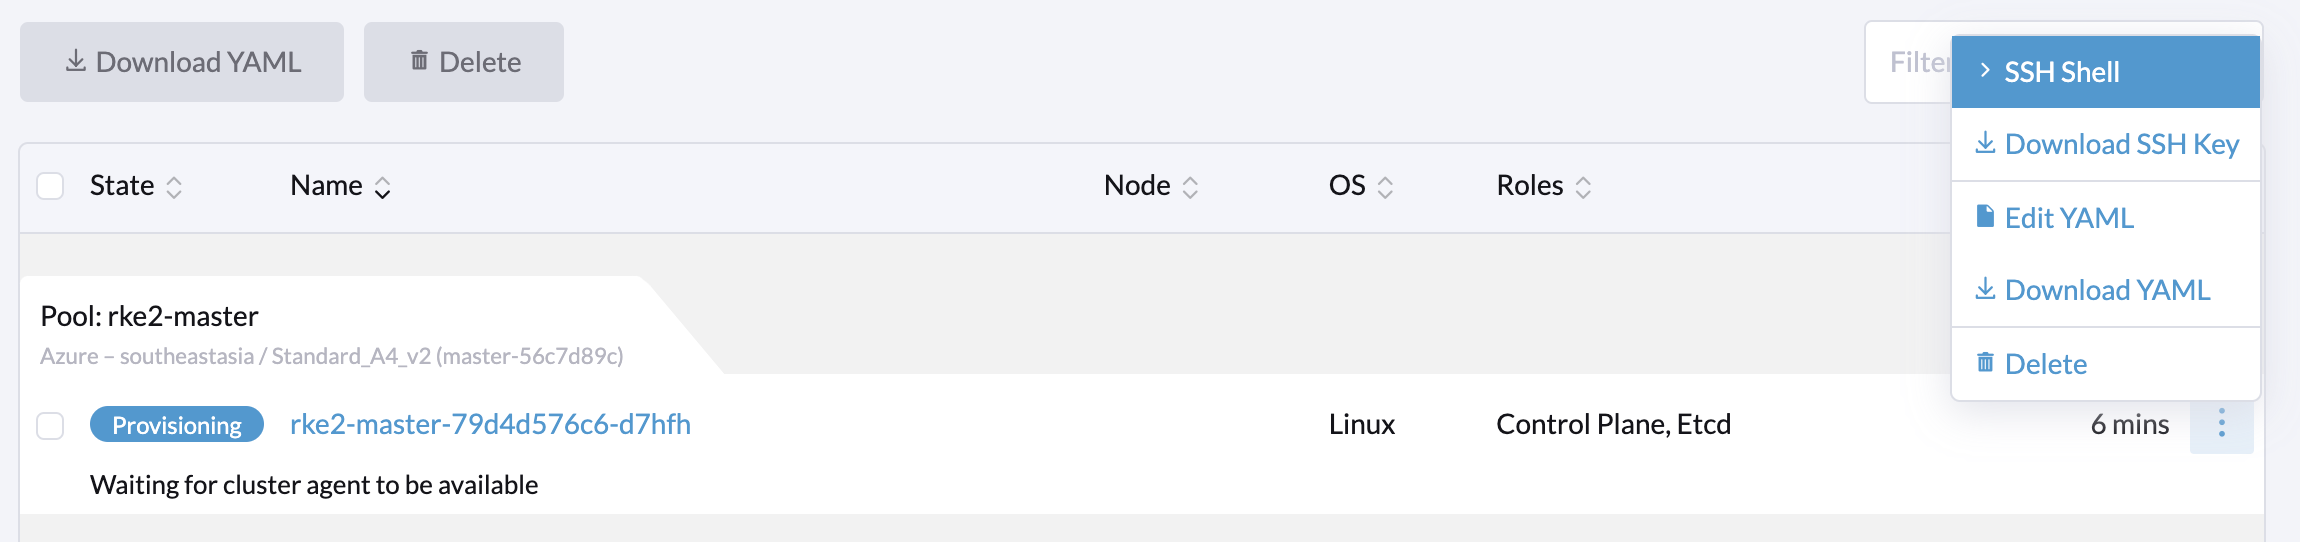 Download YAML
Delete
SSH Shell
Download SSH Key
Edit YAML
Download YAML
Delete
State
Name
Node
OS
Roles
Pool: rke2-master
Azure – southeastasia / Standard_A4_v2 (master-56c7d89c)
Provisioning
rke2-master-79d4d576c6-d7hfh
Linux
Control Plane, Etcd
6 mins
Waiting for cluster agent to be available